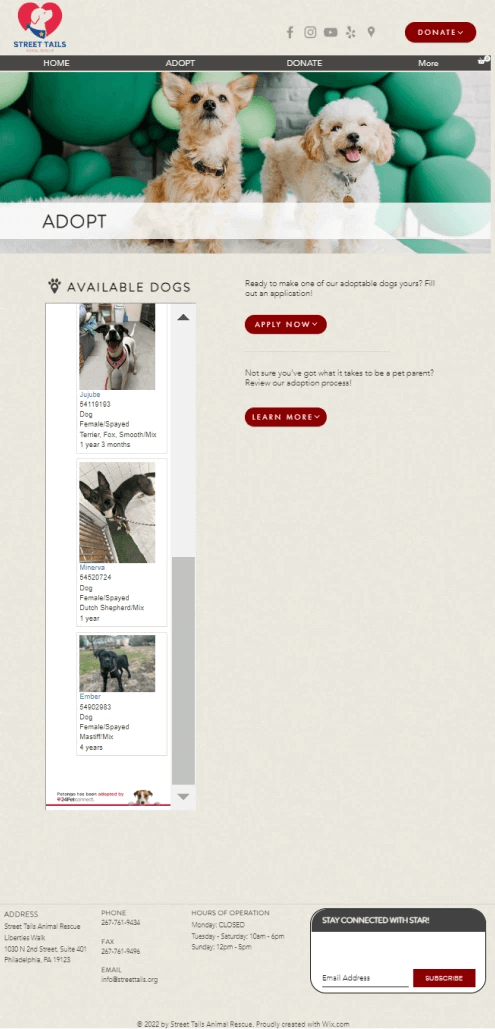 STREET TAILS
ANIMAL RESCUE
DONATE
HOME
ADOPT
DONATE
More
0
ADOPT
AVAILABLE DOGS
Jujube
54119193
Dog
Female/Spayed
Terrier, Fox, Smooth/Mix
1 year 3 months
Minerva
54520724
Dog
Female/Spayed
Dutch Shepherd/Mix
1 year
Ember
54902983
Dog
Female/Spayed
Mastiff/Mix
4 years
Petango has been adopted by
24Petconnect.
Ready to make one of our adoptable dogs yours? Fill
out an application!
APPLY NOW
Not sure you've got what it takes to be a pet parent?
Review our adoption process!
LEARN MORE
ADDRESS
Street Tails Animal Rescue
Liberties Walk
1030 N 2nd Street, Suite 401
Philadelphia, PA 19123
PHONE
267-761-9434
FAX
267-761-9496
EMAIL
info@streettails.org
HOURS OF OPERATION
Monday: CLOSED
Tuesday - Saturday: 10am - 6pm
Sunday: 12pm - 5pm
STAY CONNECTED WITH STAR!
Email Address
SUBSCRIBE
© 2022 by Street Tails Animal Rescue. Proudly created with Wix.com